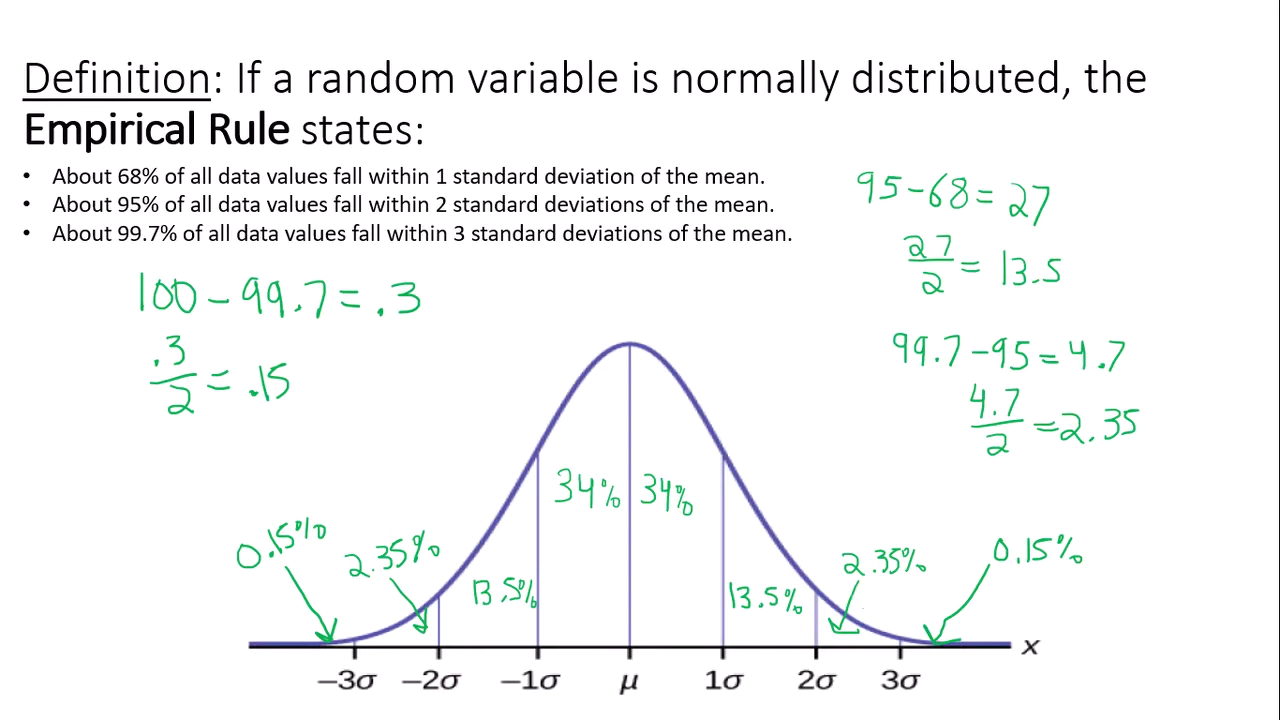 Definition: If a random variable is normally distributed, the
Empirical Rule states:
• About 68% of all data values fall within 1 standard deviation of the mean.
• About 95% of all data values fall within 2 standard deviations of the mean.
• About 99.7% of all data values fall within 3 standard deviations of the mean.
95-68=27
27/2 = 13.5
100-99.7=.3
.3/2 = .15
99.7-95=4.7
4.7/2 =2.35
34% 34%
0.15% 2.35% 13.5% 13.5% 2.35% 0.15%
x
−3σ −2σ −1σ μ 1σ 2σ 3σ